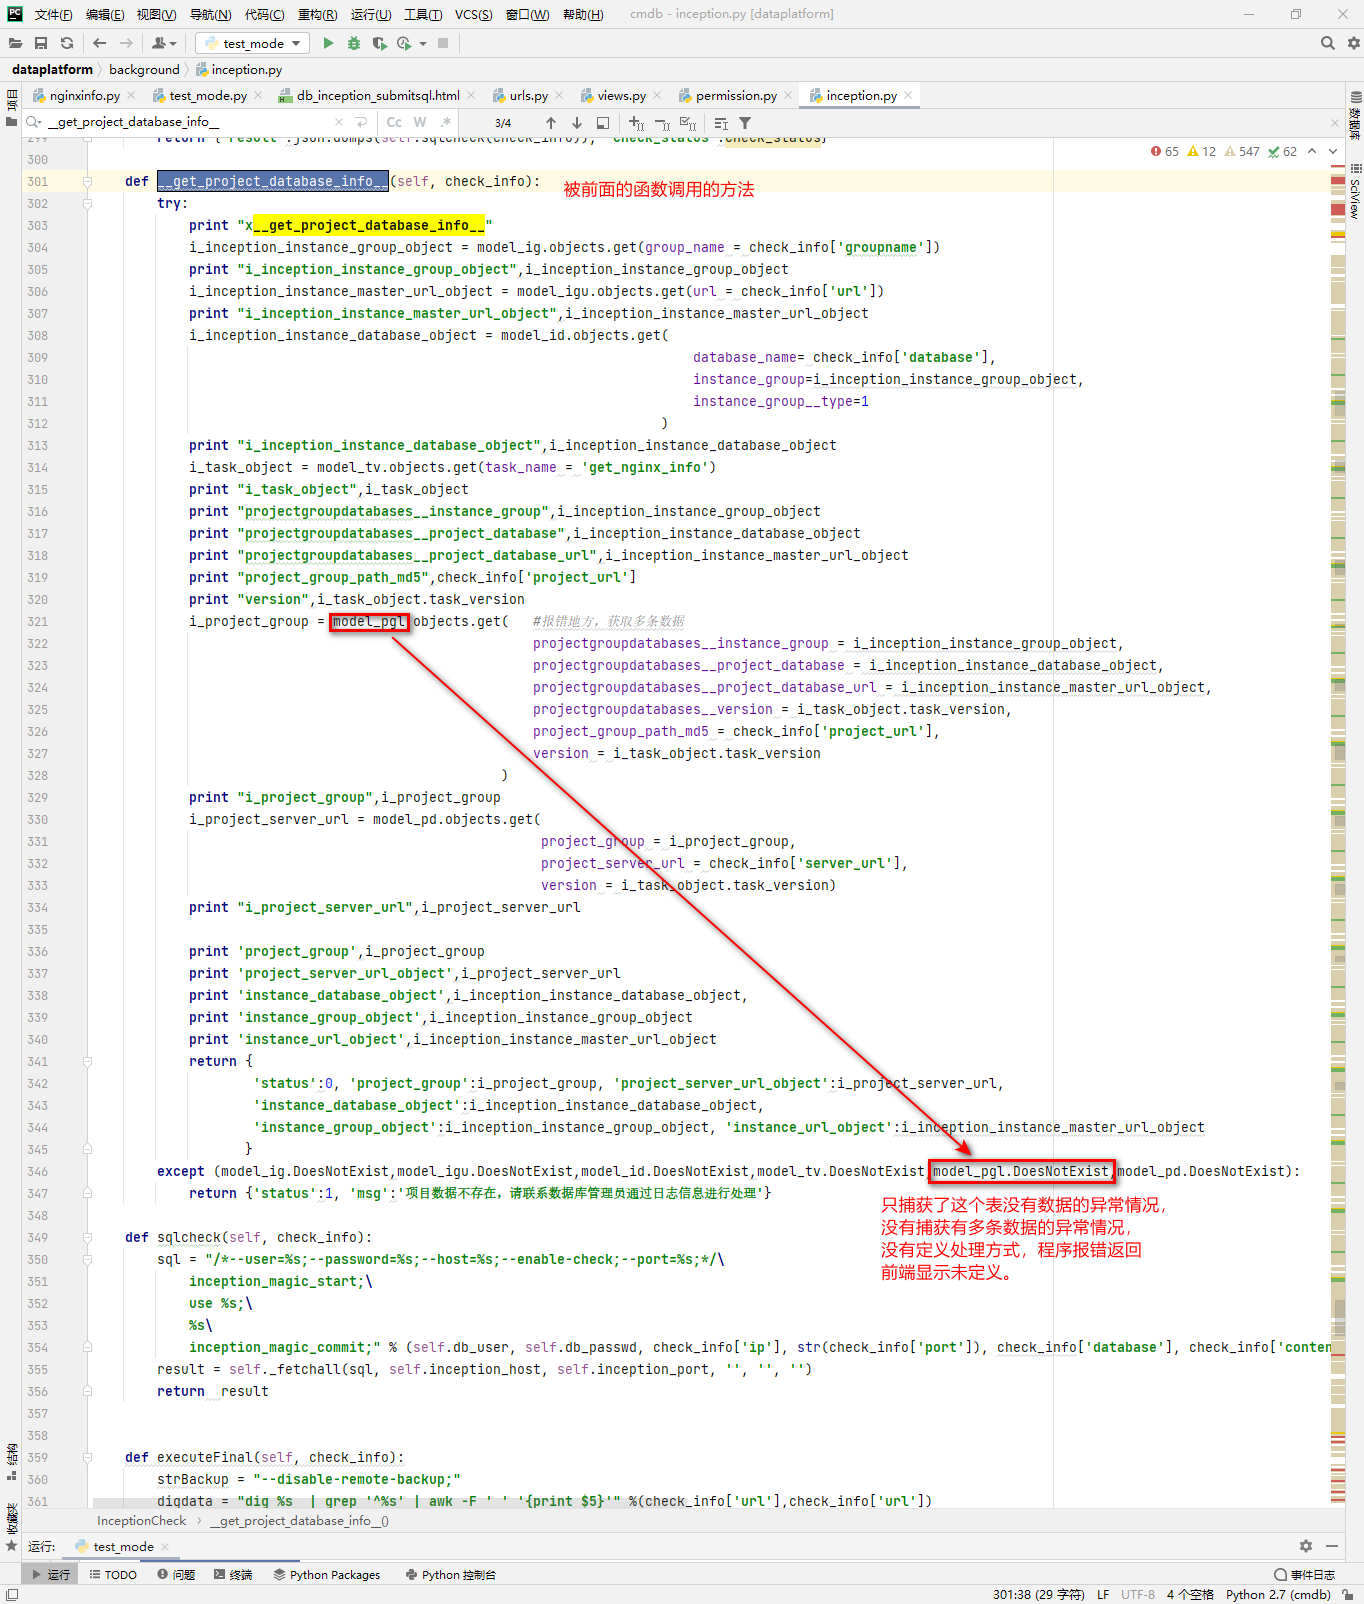 PC 文件(F) 编辑(E) 视图(V) 导航(N) 代码(C) 重构(R) 运行(U) 工具(T) VCS(S) 窗口(W) 帮助(H) cmdb - inception.py [dataplatform]
test_mode
dataplatform background inception.py
nginxinfo.py test_mode.py db_inception_submitsql.html urls.py views.py permission.py inception.py
__get_project_database_info__ Cc W .* 3/4
299 return {'result':json.dumps(self.sqlcheck(check_info)), 'check_status':check_status}
65 12 547 62
300
301 def __get_project_database_info__(self, check_info): 被前面的函数调用的方法
302 try:
303 print "x__get_project_database_info__"
304 i_inception_instance_group_object = model_ig.objects.get(group_name = check_info['groupname'])
305 print "i_inception_instance_group_object",i_inception_instance_group_object
306 i_inception_instance_master_url_object = model_igu.objects.get(url = check_info['url'])
307 print "i_inception_instance_master_url_object",i_inception_instance_master_url_object
308 i_inception_instance_database_object = model_id.objects.get(
309 database_name= check_info['database'],
310 instance_group=i_inception_instance_group_object,
311 instance_group__type=1
312 )
313 print "i_inception_instance_database_object",i_inception_instance_database_object
314 i_task_object = model_tv.objects.get(task_name = 'get_nginx_info')
315 print "i_task_object",i_task_object
316 print "projectgroupdatabases__instance_group",i_inception_instance_group_object
317 print "projectgroupdatabases__project_database",i_inception_instance_database_object
318 print "projectgroupdatabases__project_database_url",i_inception_instance_master_url_object
319 print "project_group_path_md5",check_info['project_url']
320 print "version",i_task_object.task_version
321 i_project_group = model_pgl.objects.get( #报错地方，获取多条数据
322 projectgroupdatabases__instance_group = i_inception_instance_group_object,
323 projectgroupdatabases__project_database = i_inception_instance_database_object,
324 projectgroupdatabases__project_database_url = i_inception_instance_master_url_object,
325 projectgroupdatabases__version = i_task_object.task_version,
326 project_group_path_md5 = check_info['project_url'],
327 version = i_task_object.task_version
328 )
329 print "i_project_group",i_project_group
330 i_project_server_url = model_pd.objects.get(
331 project_group = i_project_group,
332 project_server_url = check_info['server_url'],
333 version = i_task_object.task_version)
334 print "i_project_server_url",i_project_server_url
335
336 print 'project_group',i_project_group
337 print 'project_server_url_object',i_project_server_url
338 print 'instance_database_object',i_inception_instance_database_object,
339 print 'instance_group_object',i_inception_instance_group_object
340 print 'instance_url_object',i_inception_instance_master_url_object
341 return {
342 'status':0, 'project_group':i_project_group, 'project_server_url_object':i_project_server_url,
343 'instance_database_object':i_inception_instance_database_object,
344 'instance_group_object':i_inception_instance_group_object, 'instance_url_object':i_inception_instance_master_url_object
345 }
346 except (model_ig.DoesNotExist,model_igu.DoesNotExist,model_id.DoesNotExist,model_tv.DoesNotExist,model_pgl.DoesNotExist,model_pd.DoesNotExist):
347 return {'status':1, 'msg':'项目数据不存在，请联系数据库管理员通过日志信息进行处理'}
只捕获了这个表没有数据的异常情况，
没有捕获有多条数据的异常情况，
没有定义处理方式，程序报错返回
前端显示未定义。
348
349 def sqlcheck(self, check_info):
350 sql = "/*--user=%s;--password=%s;--host=%s;--enable-check;--port=%s;*/\
351 inception_magic_start;\
352 use %s;\
353 %s\
354 inception_magic_commit;" % (self.db_user, self.db_passwd, check_info['ip'], str(check_info['port']), check_info['database'], check_info['conten
355 result = self._fetchall(sql, self.inception_host, self.inception_port, '', '', '')
356 return result
357
358
359 def executeFinal(self, check_info):
360 strBackup = "--disable-remote-backup;"
361 digdata = "dig %s | grep '^%s' | awk -F ' ' '{print $5}'" %(check_info['url'],check_info['url'])
InceptionCheck __get_project_database_info__()
项目
结构
收藏夹
数据库
SciView
运行: test_mode
运行 TODO 问题 终端 Python Packages Python 控制台 事件日志
301:38 (29 字符) LF UTF-8 4 个空格 Python 2.7 (cmdb)